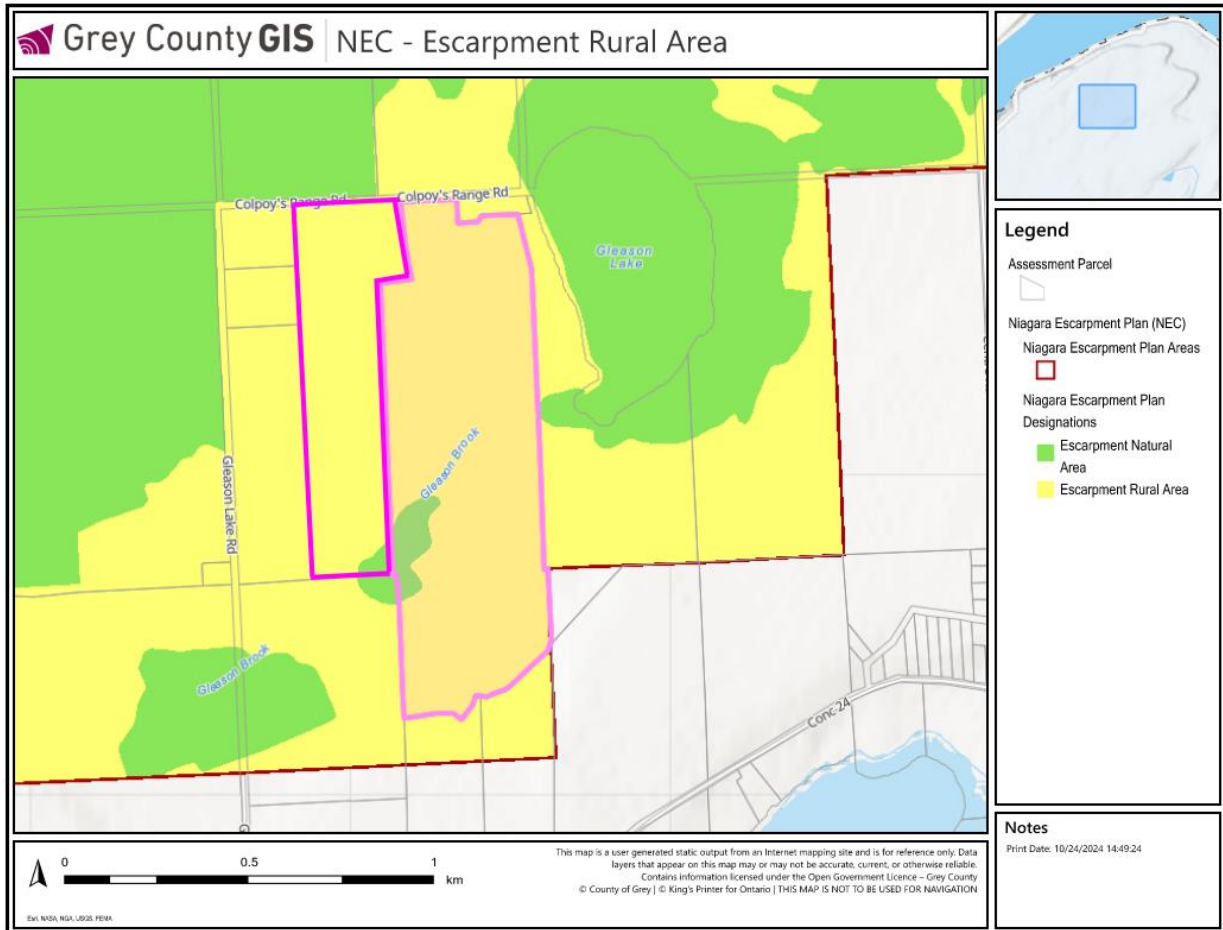 Grey County GIS NEC - Escarpment Rural Area
Colpoy's Range Rd
Colpoy's Range Rd
Gleason
Lake
Gleason Brook
Gleason Lake Rd
Gleason Brook
Conc 24
Legend
Assessment Parcel
Niagara Escarpment Plan (NEC)
Niagara Escarpment Plan Areas
Niagara Escarpment Plan
Designations
Escarpment Natural
Area
Escarpment Rural Area
Notes
Print Date: 10/24/2024 14:49:24
0 0.5 1
km
This map is a user generated static output from an Internet mapping site and is for reference only. Data
layers that appear on this map may or may not be accurate, current, or otherwise reliable.
Contains information licensed under the Open Government Licence – Grey County
© County of Grey | © King's Printer for Ontario | THIS MAP IS NOT TO BE USED FOR NAVIGATION
Esri, NASA, NGA, USGS, FEMA